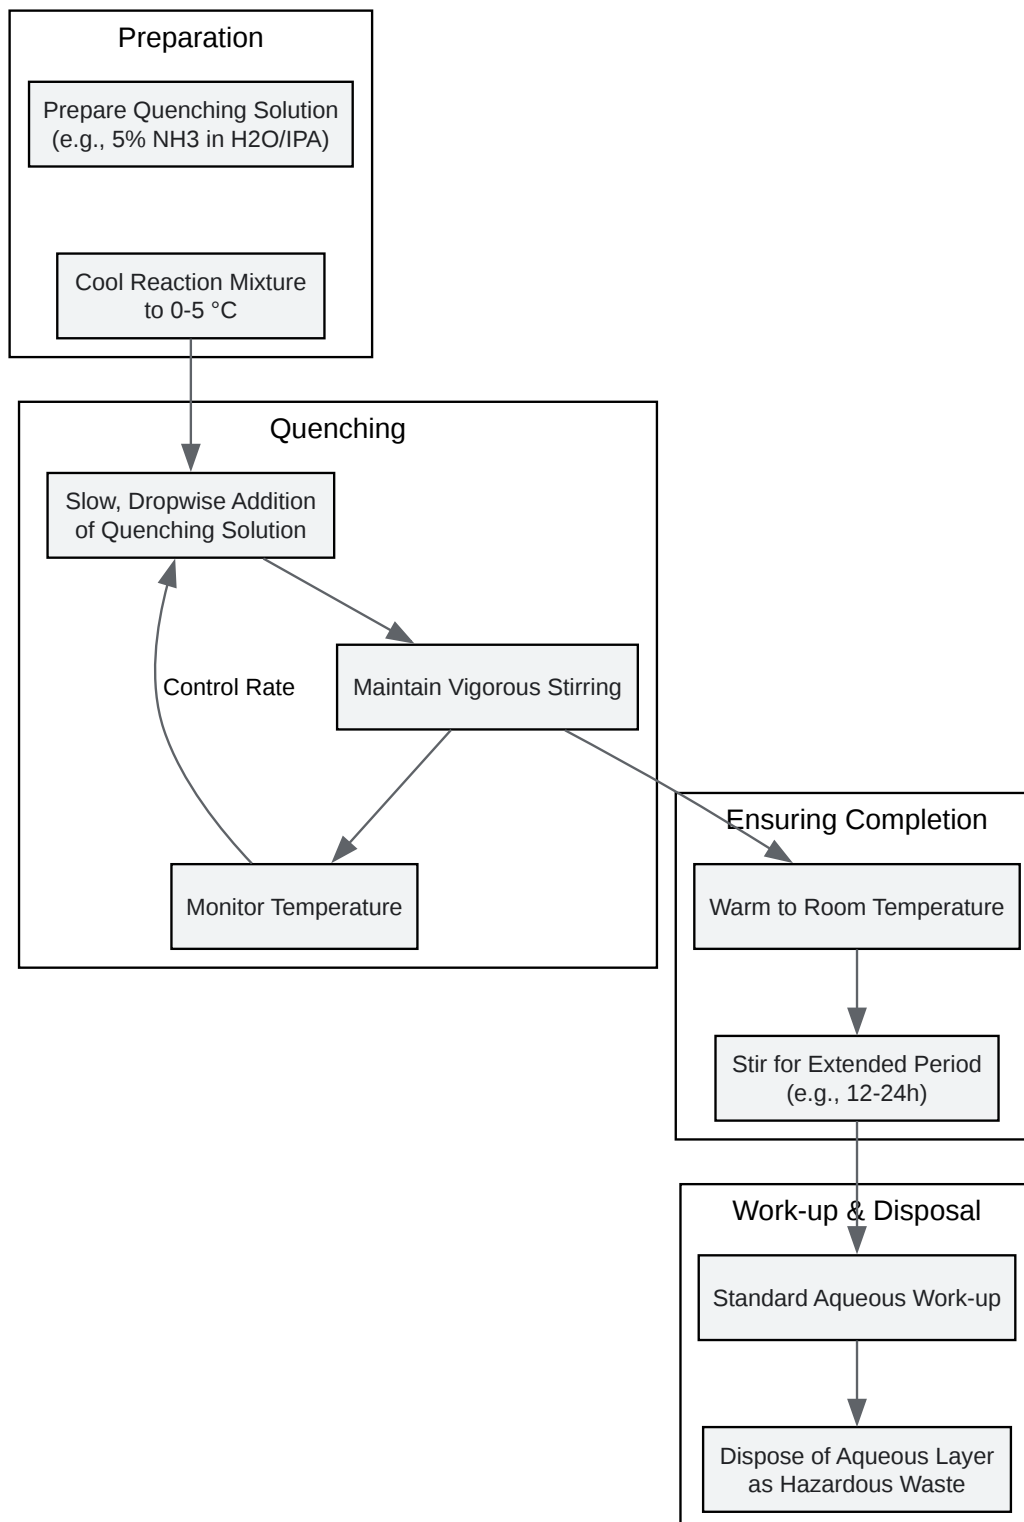 Preparation
Prepare Quenching Solution
(e.g., 5% NH3 in H2O/IPA)
Cool Reaction Mixture
to 0-5 °C
Quenching
Slow, Dropwise Addition
of Quenching Solution
Control Rate
Maintain Vigorous Stirring
Monitor Temperature
Ensuring Completion
Warm to Room Temperature
Stir for Extended Period
(e.g., 12-24h)
Work-up & Disposal
Standard Aqueous Work-up
Dispose of Aqueous Layer
as Hazardous Waste